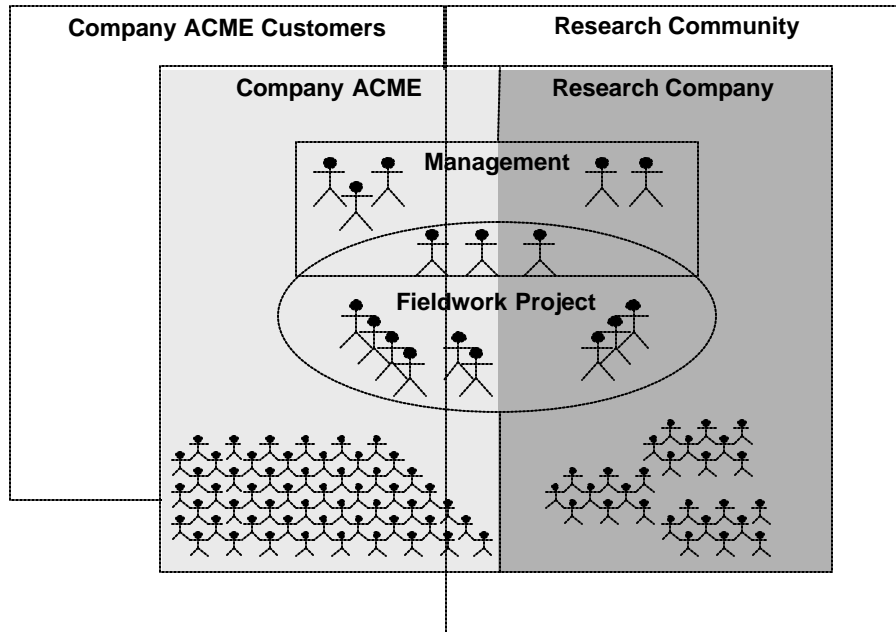 Company ACME Customers
Research Community
Company ACME
Research Company
Management
Fieldwork Project